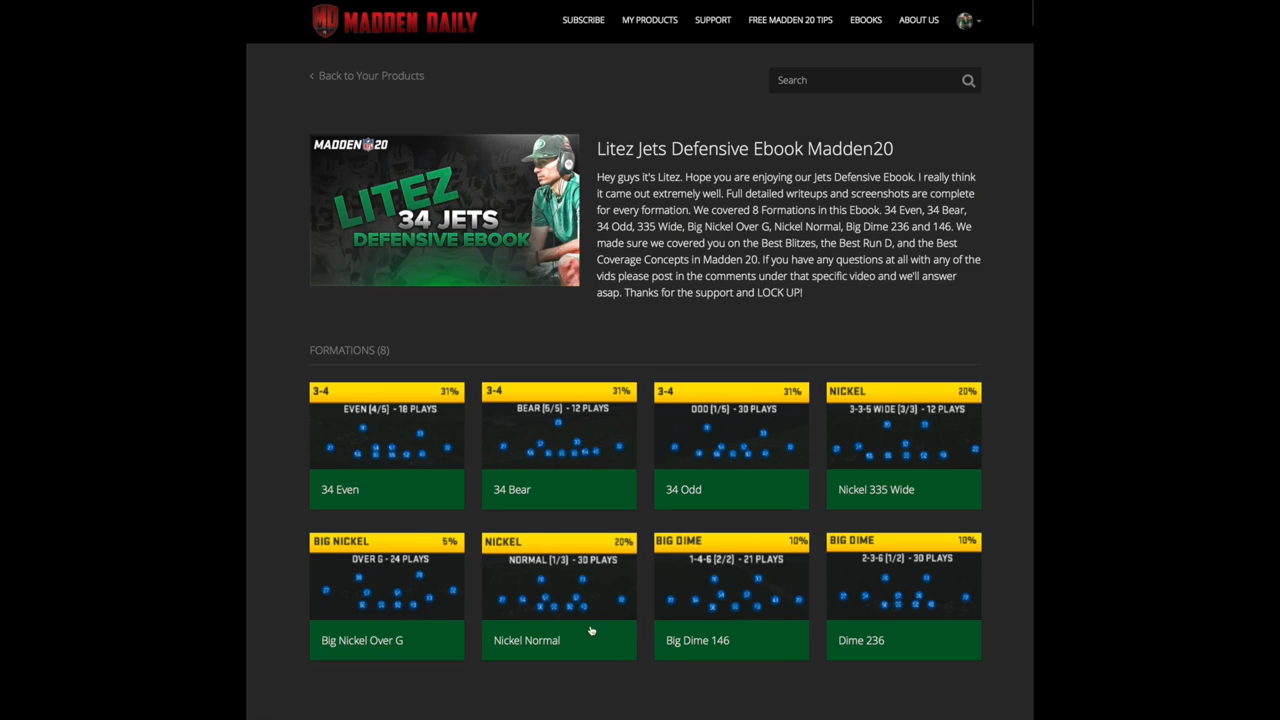 MADDEN DAILY
SUBSCRIBE
MY PRODUCTS
SUPPORT
FREE MADDEN 20 TIPS
EBOOKS
ABOUT US
‹ Back to Your Products
Search
MADDEN NFL 20
LITEZ
34 JETS
DEFENSIVE EBOOK
Litez Jets Defensive Ebook Madden20
Hey guys it's Litez. Hope you are enjoying our Jets Defensive Ebook. I really think
it came out extremely well. Full detailed writeups and screenshots are complete
for every formation. We covered 8 Formations in this Ebook. 34 Even, 34 Bear,
34 Odd, 335 Wide, Big Nickel Over G, Nickel Normal, Big Dime 236 and 146. We
made sure we covered you on the Best Blitzes, the Best Run D, and the Best
Coverage Concepts in Madden 20. If you have any questions at all with any of the
vids please post in the comments under that specific video and we'll answer
asap. Thanks for the support and LOCK UP!
FORMATIONS (8)
3-4 31%
EVEN (4/5) - 18 PLAYS
34 Even
3-4 31%
BEAR (5/5) - 12 PLAYS
34 Bear
3-4 31%
ODD (1/5) - 30 PLAYS
34 Odd
NICKEL 20%
3-3-5 WIDE (3/3) - 12 PLAYS
Nickel 335 Wide
BIG NICKEL 5%
OVER G - 24 PLAYS
Big Nickel Over G
NICKEL 20%
NORMAL (1/3) - 30 PLAYS
Nickel Normal
BIG DIME 10%
1-4-6 (2/2) - 21 PLAYS
Big Dime 146
BIG DIME 10%
2-3-6 (1/2) - 30 PLAYS
Dime 236